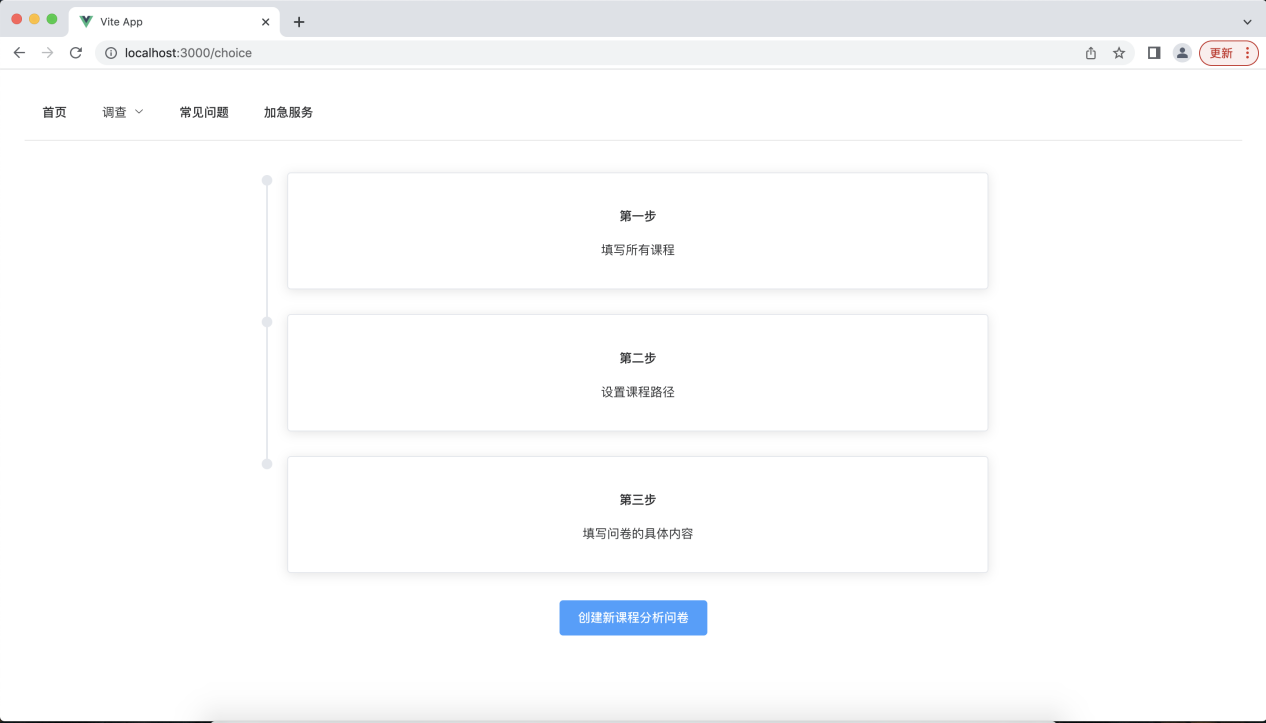 Vite App
localhost:3000/choice
更新
首页 调查 常见问题 加急服务
第一步
填写所有课程
第二步
设置课程路径
第三步
填写问卷的具体内容
创建新课程分析问卷